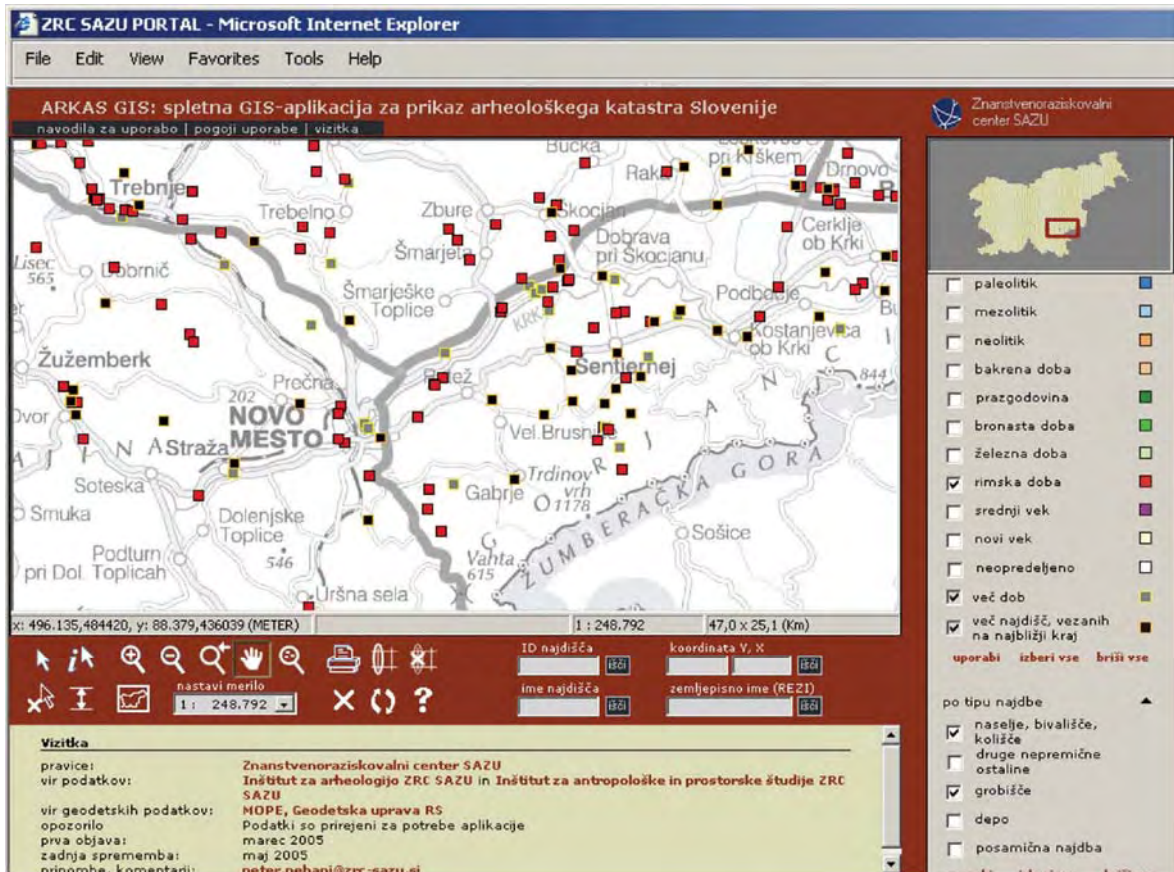 ZRC SAZU PORTAL - Microsoft Internet Explorer
File Edit View Favorites Tools Help
ARKAS GIS: spletna GIS-aplikacija za prikaz arheološkega katastra Slovenije
navodila za uporabo | pogoji uporabe | vizitka
Znanstvenoraziskovalni
center SAZU
Bučka
pri Krškem
Raka
Drnovo
Trebnje
Trebelno
Zbure
Škocjan
Cerklje
ob Krki
Dobrava
pri Škocjanu
Šmarjeta
Lisec
565
Dobrnič
Šmarješke
Toplice
KRKA
Podbočje
Kostanjevica
ob Krki
Žužemberk
Šentjernej
844
Prečna
202
NOVO
MESTO
Dvor
Straža
Vel.Brusnice
Soteska
Gabrje
Trdinov
vrh
1178
GORJANCI
ŽUMBERAČKA GORA
Smuka
Dolenjske
Toplice
Sošice
Podturn
pri Dol. Toplicah
546
Vahta
615
Uršna sela
paleolitik
mezolitik
neolitik
bakrena doba
prazgodovina
bronasta doba
železna doba
rimska doba
srednji vek
novi vek
neopredeljeno
več dob
več najdišč, vezanih
na najbližji kraj
uporabi izberi vse briši vse
po tipu najdbe
naselje, bivališče,
kolišče
druge nepremične
ostaline
grobišče
depo
posamična najdba
x: 496.135,484420, y: 88.379,436039 (METER) 1 : 248.792 47,0 x 25,1 (Km)
ID najdišča koordinata Y, X
išči išči
nastavi merilo
1 : 248.792
ime najdišča zemljepisno ime (REZI)
išči išči
Vizitka
pravice: Znanstvenoraziskovalni center SAZU
vir podatkov: Inštitut za arheologijo ZRC SAZU in Inštitut za antropološke in prostorske študije ZRC
SAZU
vir geodetskih podatkov: MOPE, Geodetska uprava RS
opozorilo Podatki so prirejeni za potrebe aplikacije
prva objava: marec 2005
zadnja sprememba: maj 2005
pripombe, komentarji: peter.pehani@zrc-sazu.si